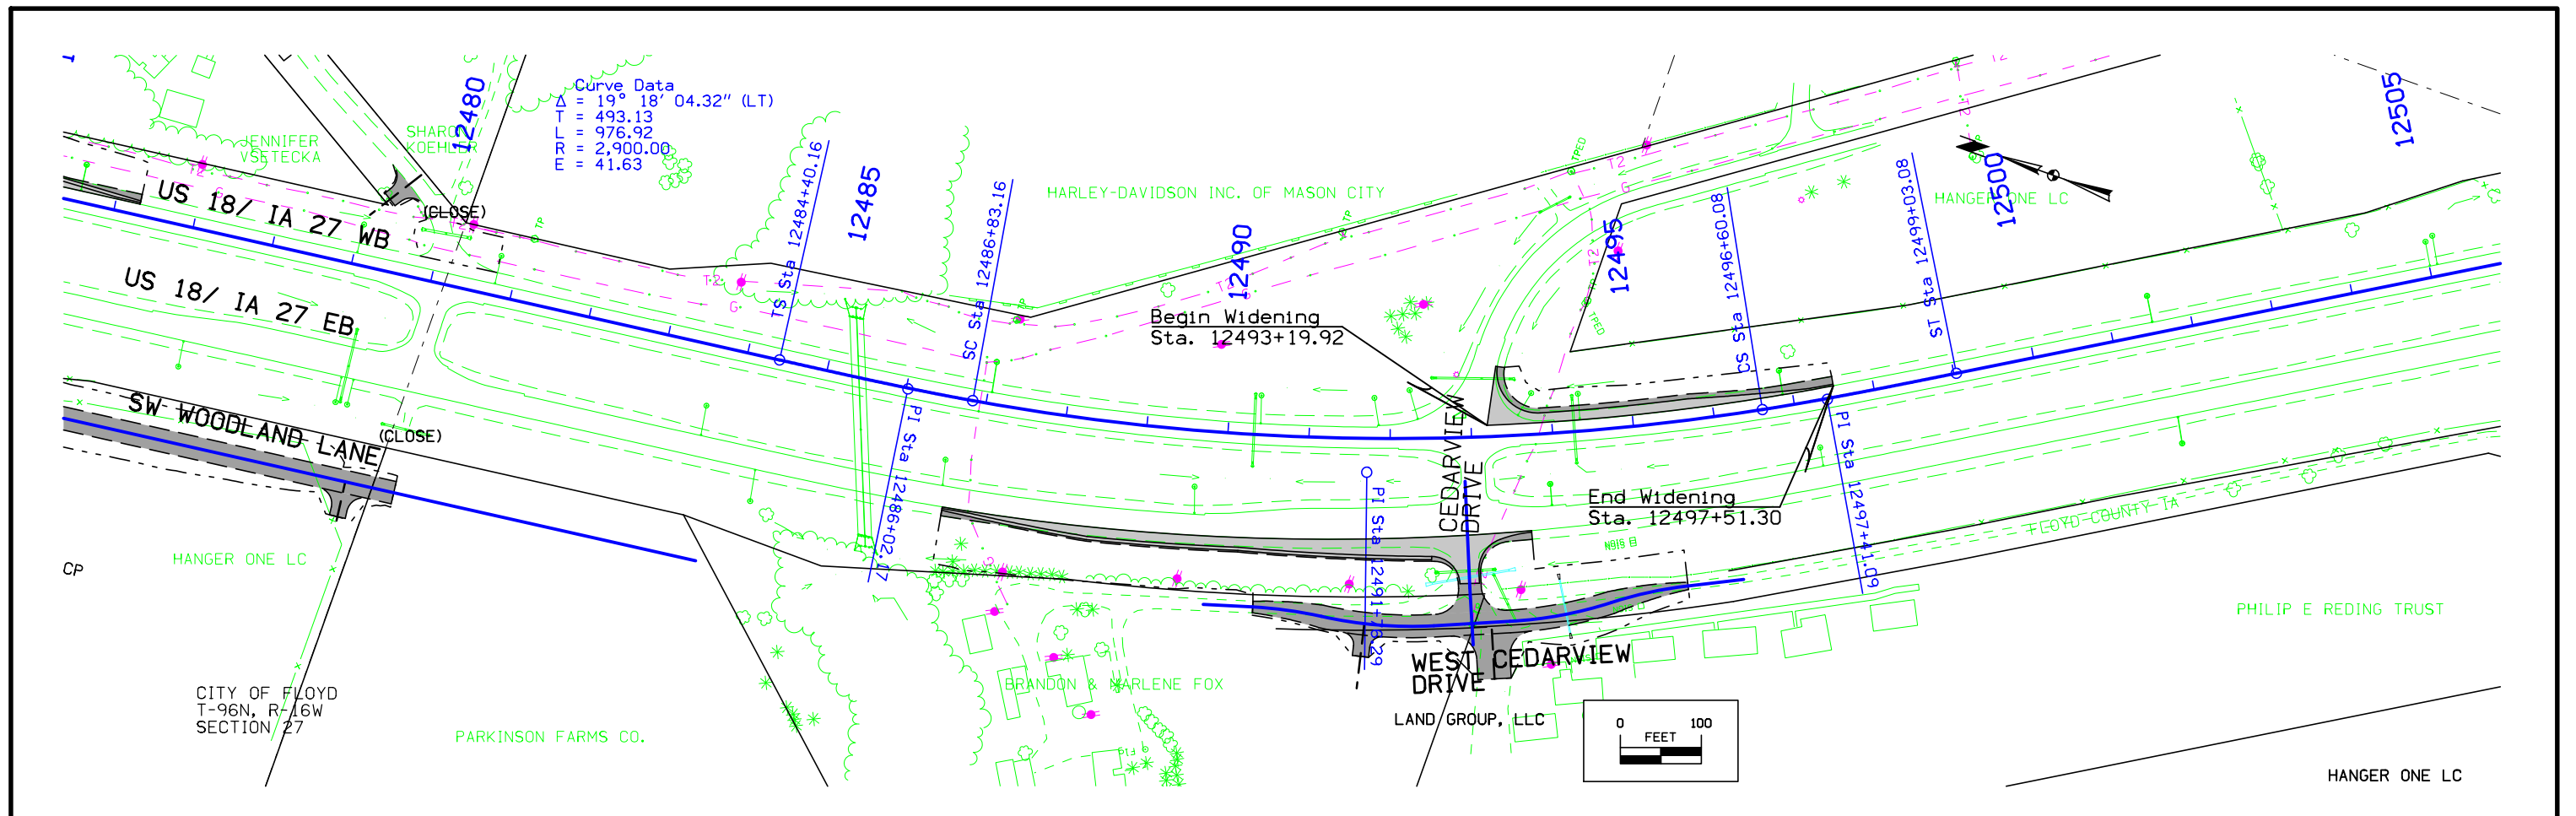 12480
Curve Data
Δ = 19° 18' 04.32" (LT)
T = 493.13
L = 976.92
R = 2,900.00
E = 41.63
JENNIFER
VSETECKA
SHARON
KOEHLER
US 18/ IA 27 WB
(CLOSE)
TP
US 18/ IA 27 EB
SW WOODLAND LANE
(CLOSE)
HANGER ONE LC
CP
CITY OF FLOYD
T-96N, R-16W
SECTION 27
PARKINSON FARMS CO.
TS Sta 12484+40.16
12485
SC Sta 12486+83.16
PI Sta 12486+02.17
T2
G
HARLEY-DAVIDSON INC. OF MASON CITY
TP
12490
Begin Widening
Sta. 12493+19.92
TPED
T2
G
12495
TPED
CS Sta 12496+60.08
ST Sta 12499+03.08
HANGER ONE LC
12500
12505
CEDARVIEW
DRIVE
End Widening
Sta. 12497+51.30
PI Sta 12497+41.09
FLOYD COUNTY IA
PHILIP E REDING TRUST
WEST CEDARVIEW
DRIVE
BRANDON & MARLENE FOX
LAND GROUP, LLC
0 100
FEET
HANGER ONE LC